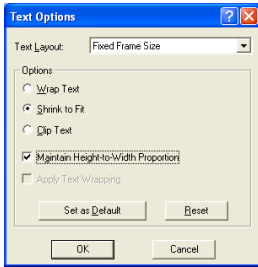 Text Options
Text Layout: Fixed Frame Size
Options
Wrap Text
Shrink to Fit
Clip Text
Maintain Height-to-Width Proportion
Apply Text Wrapping
Set as Default Reset
OK Cancel